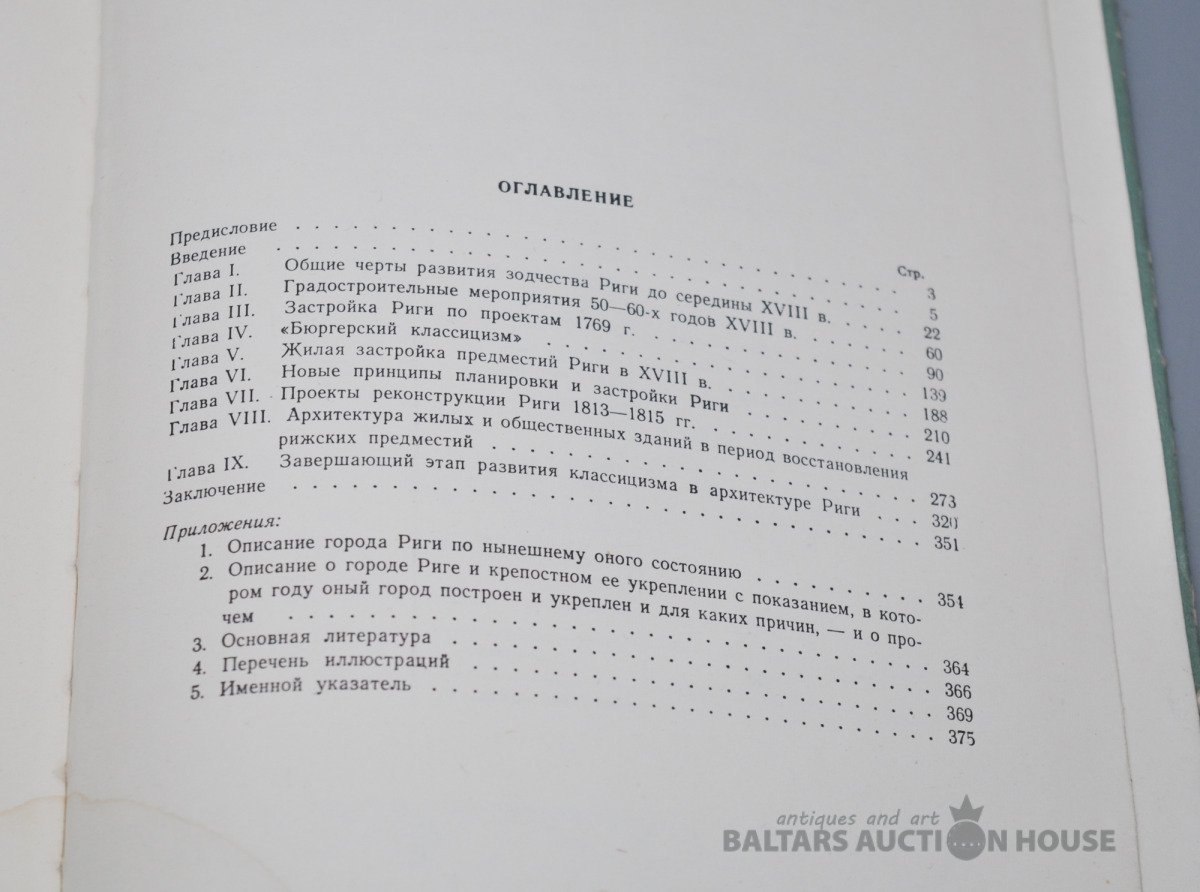 ОГЛАВЛЕНИЕ
Стр.
Предисловие . . . . . . . . . . 3
Введение . . . . . . . . . . 5
Глава I. Общие черты развития зодчества Риги до середины XVIII в. . . . . 22
Глава II. Градостроительные мероприятия 50—60-х годов XVIII в. . . . . 60
Глава III. Застройка Риги по проектам 1769 г. . . . . . . . 90
Глава IV. «Бюргерский классицизм» . . . . . . . . . . 139
Глава V. Жилая застройка предместий Риги в XVIII в. . . . . . . . 188
Глава VI. Новые принципы планировки и застройки Риги . . . . . . . 210
Глава VII. Проекты реконструкции Риги 1813—1815 гг. . . . . . . . 241
Глава VIII. Архитектура жилых и общественных зданий в период восстановления
рижских предместий . . . . . . . . . . 273
Глава IX. Завершающий этап развития классицизма в архитектуре Риги . . . 320
Заключение . . . . . . . . . . 351
Приложения:
1. Описание города Риги по нынешнему оного состоянию . . . . . . . 354
2. Описание о городе Риге и крепостном ее укреплении с показанием, в кото-
ром году оный город построен и укреплен и для каких причин, — и о про-
чем . . . . . . . . . . 364
3. Основная литература . . . . . . . . . . 366
4. Перечень иллюстраций . . . . . . . . . . 369
5. Именной указатель . . . . . . . . . . 375
antiques and art
BALTARS AUCTION HOUSE